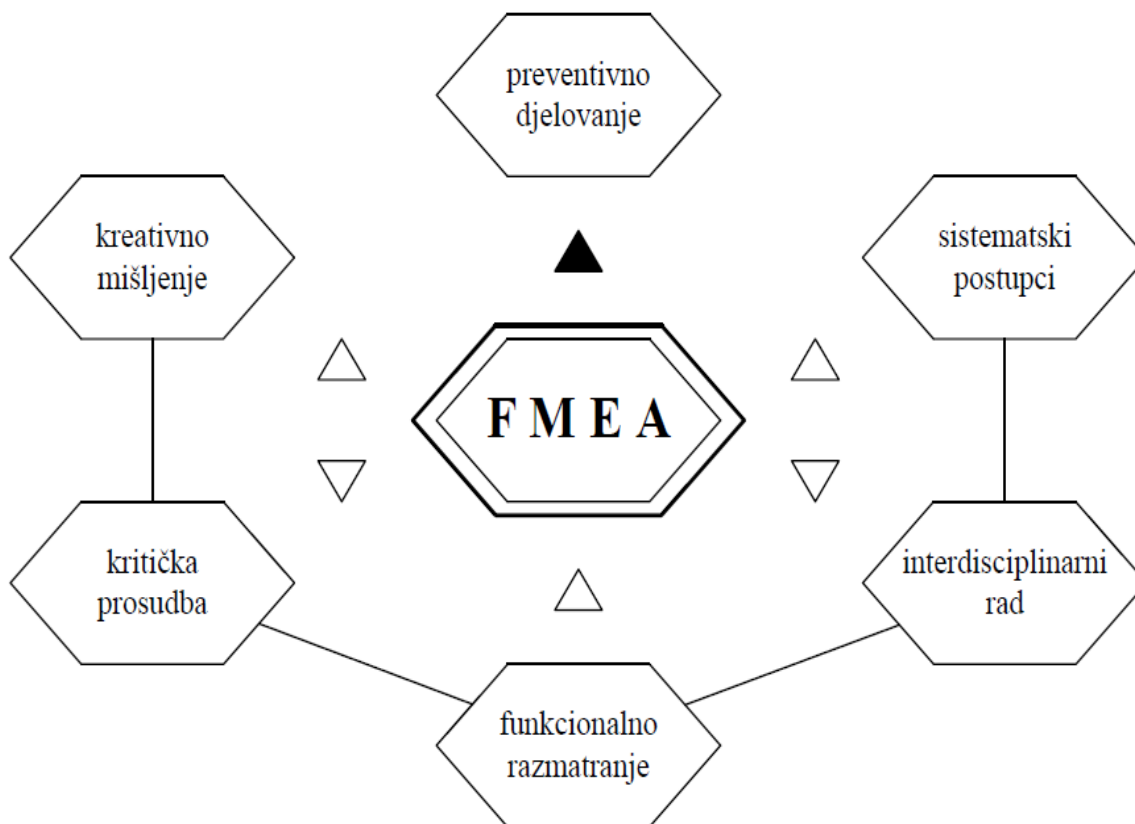 preventivno
djelovanje
kreativno
mišljenje
sistematski
postupci
F M E A
kritička
prosudba
interdisciplinarni
rad
funkcionalno
razmatranje